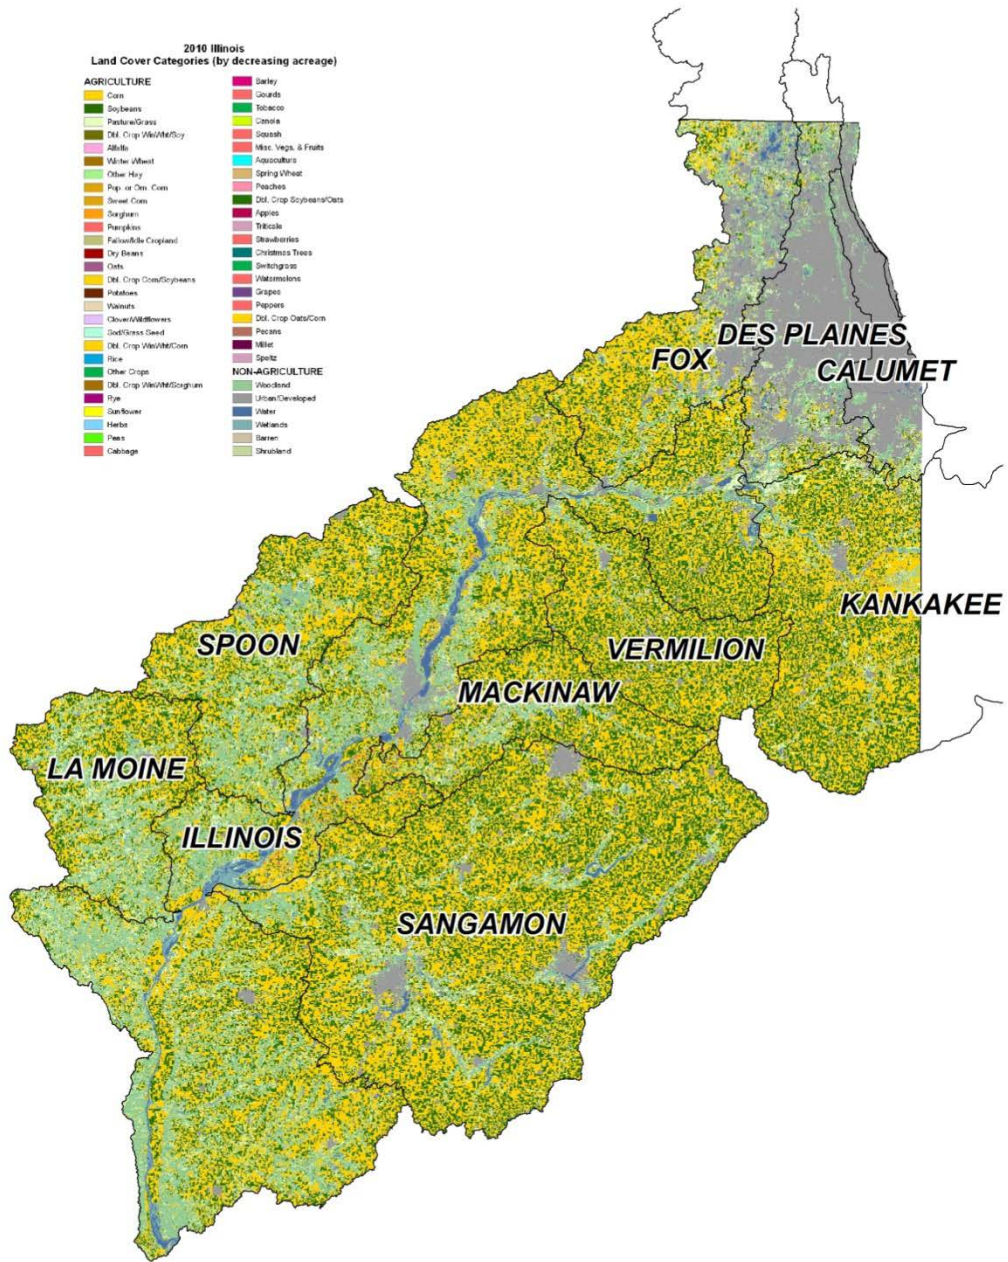 2010 Illinois
Land Cover Categories (by decreasing acreage)
AGRICULTURE
Corn
Soybeans
Pasture/Grass
Dbl. Crop WinWht/Soy
Alfalfa
Winter Wheat
Other Hay
Pop. or Orn. Corn
Sweet Corn
Sorghum
Pumpkins
Fallow/Idle Cropland
Dry Beans
Oats
Dbl. Crop Corn/Soybeans
Potatoes
Walnuts
Clover/Wildflowers
Sod/Grass Seed
Dbl. Crop WinWht/Corn
Rice
Other Crops
Dbl. Crop WinWht/Sorghum
Rye
Sunflower
Herbs
Peas
Cabbage
Barley
Gourds
Tobacco
Canola
Squash
Misc. Vegs. & Fruits
Aquaculture
Spring Wheat
Peaches
Dbl. Crop Soybeans/Oats
Apples
Triticale
Strawberries
Christmas Trees
Switchgrass
Watermelons
Grapes
Peppers
Dbl. Crop Oats/Corn
Pecans
Millet
Speltz
NON-AGRICULTURE
Woodland
Urban/Developed
Water
Wetlands
Barren
Shrubland
DES PLAINES
FOX
CALUMET
KANKAKEE
SPOON
VERMILION
MACKINAW
LA MOINE
ILLINOIS
SANGAMON